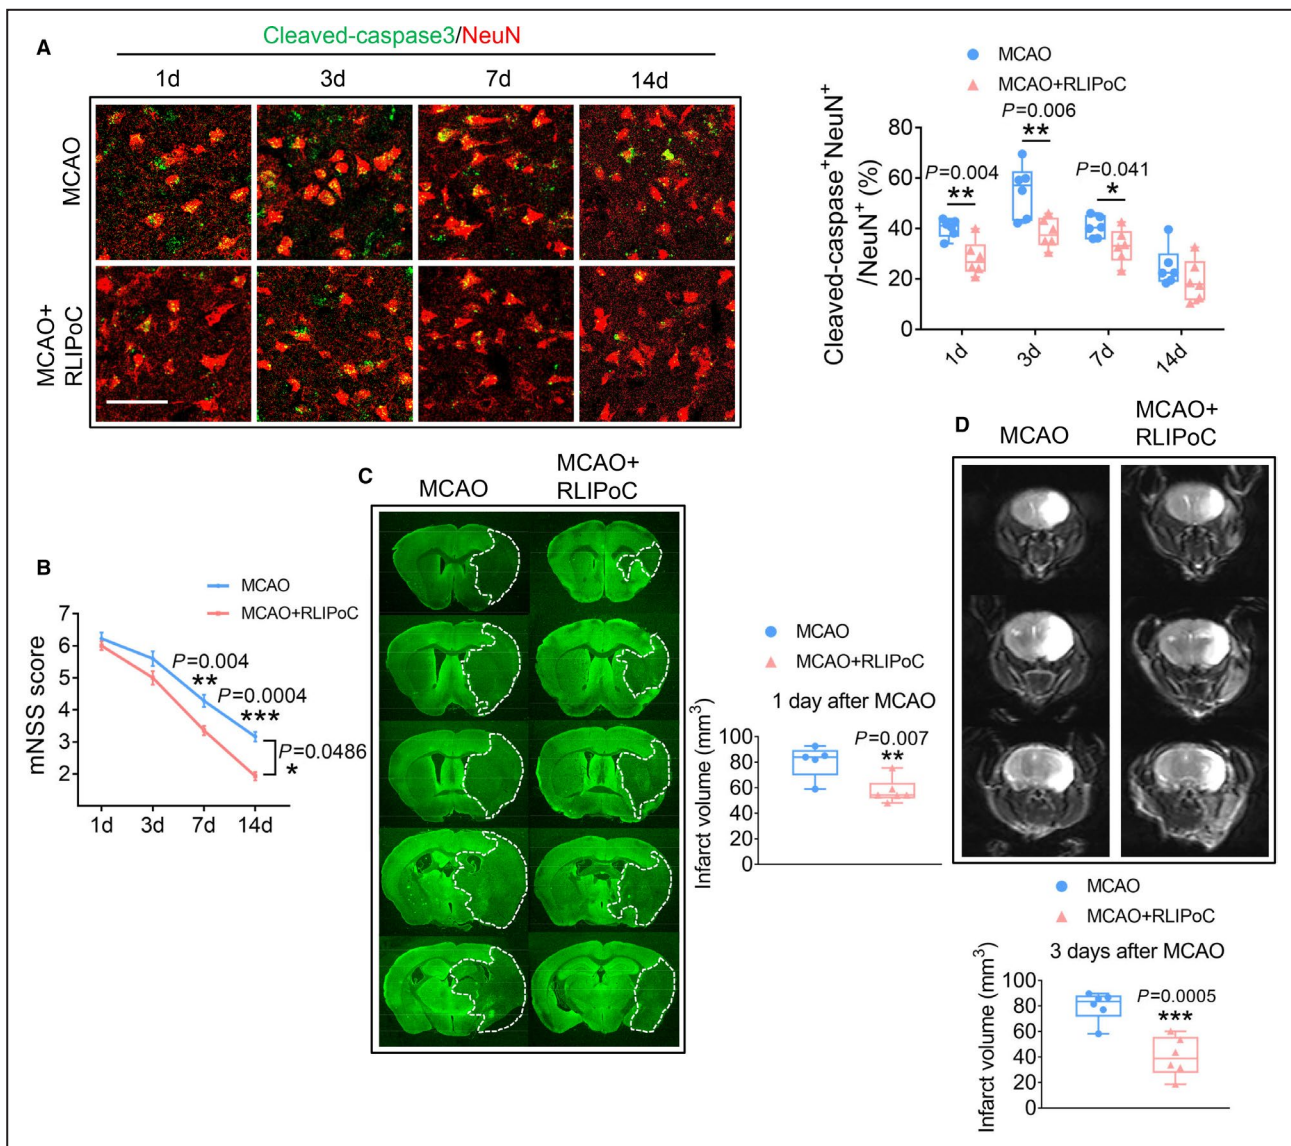 A
Cleaved-caspase3/NeuN
1d 3d 7d 14d
MCAO
MCAO+
RLIPoC
MCAO
MCAO+RLIPoC
Cleaved-caspase⁺NeuN⁺
/NeuN⁺ (%)
80
60
40
20
0
P=0.004
**
P=0.006
**
P=0.041
*
1d 3d 7d 14d
B
MCAO
MCAO+RLIPoC
mNSS score
7
6
5
4
3
2
P=0.004
**
P=0.0004
***
P=0.0486
*
1d 3d 7d 14d
C
MCAO
MCAO+
RLIPoC
MCAO
MCAO+RLIPoC
1 day after MCAO
Infarct volume (mm³)
100
80
60
40
20
0
P=0.007
**
D
MCAO
MCAO+
RLIPoC
MCAO
MCAO+RLIPoC
3 days after MCAO
Infarct volume (mm³)
100
80
60
40
20
0
P=0.0005
***